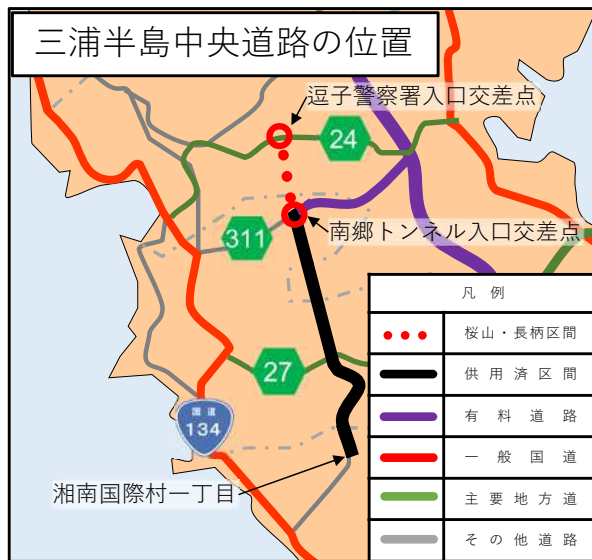 三浦半島中央道路の位置
逗子警察署入口交差点
24
311
南郷トンネル入口交差点
27
国道
134
湘南国際村一丁目
凡例
桜山・長柄区間
供用済区間
有料道路
一般国道
主要地方道
その他道路